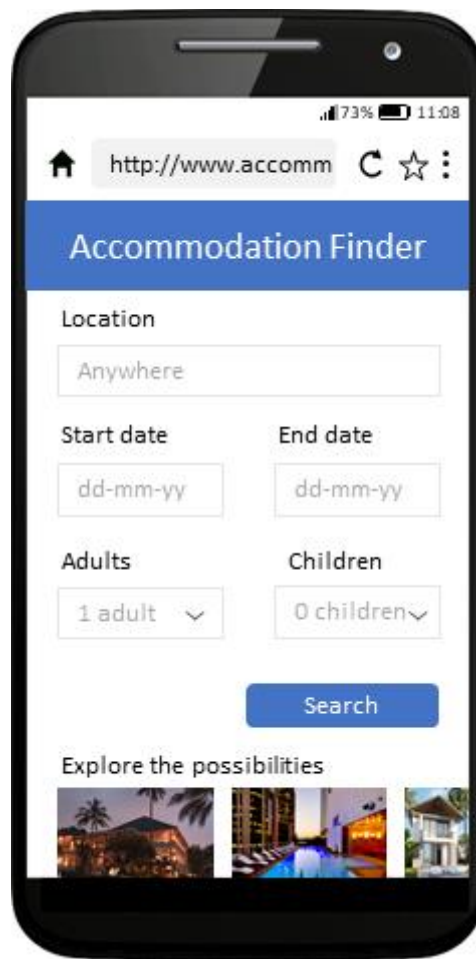 73% 11:08
http://www.accomm
Accommodation Finder
Location
Anywhere
Start date End date
dd-mm-yy dd-mm-yy
Adults Children
1 adult 0 children
Search
Explore the possibilities